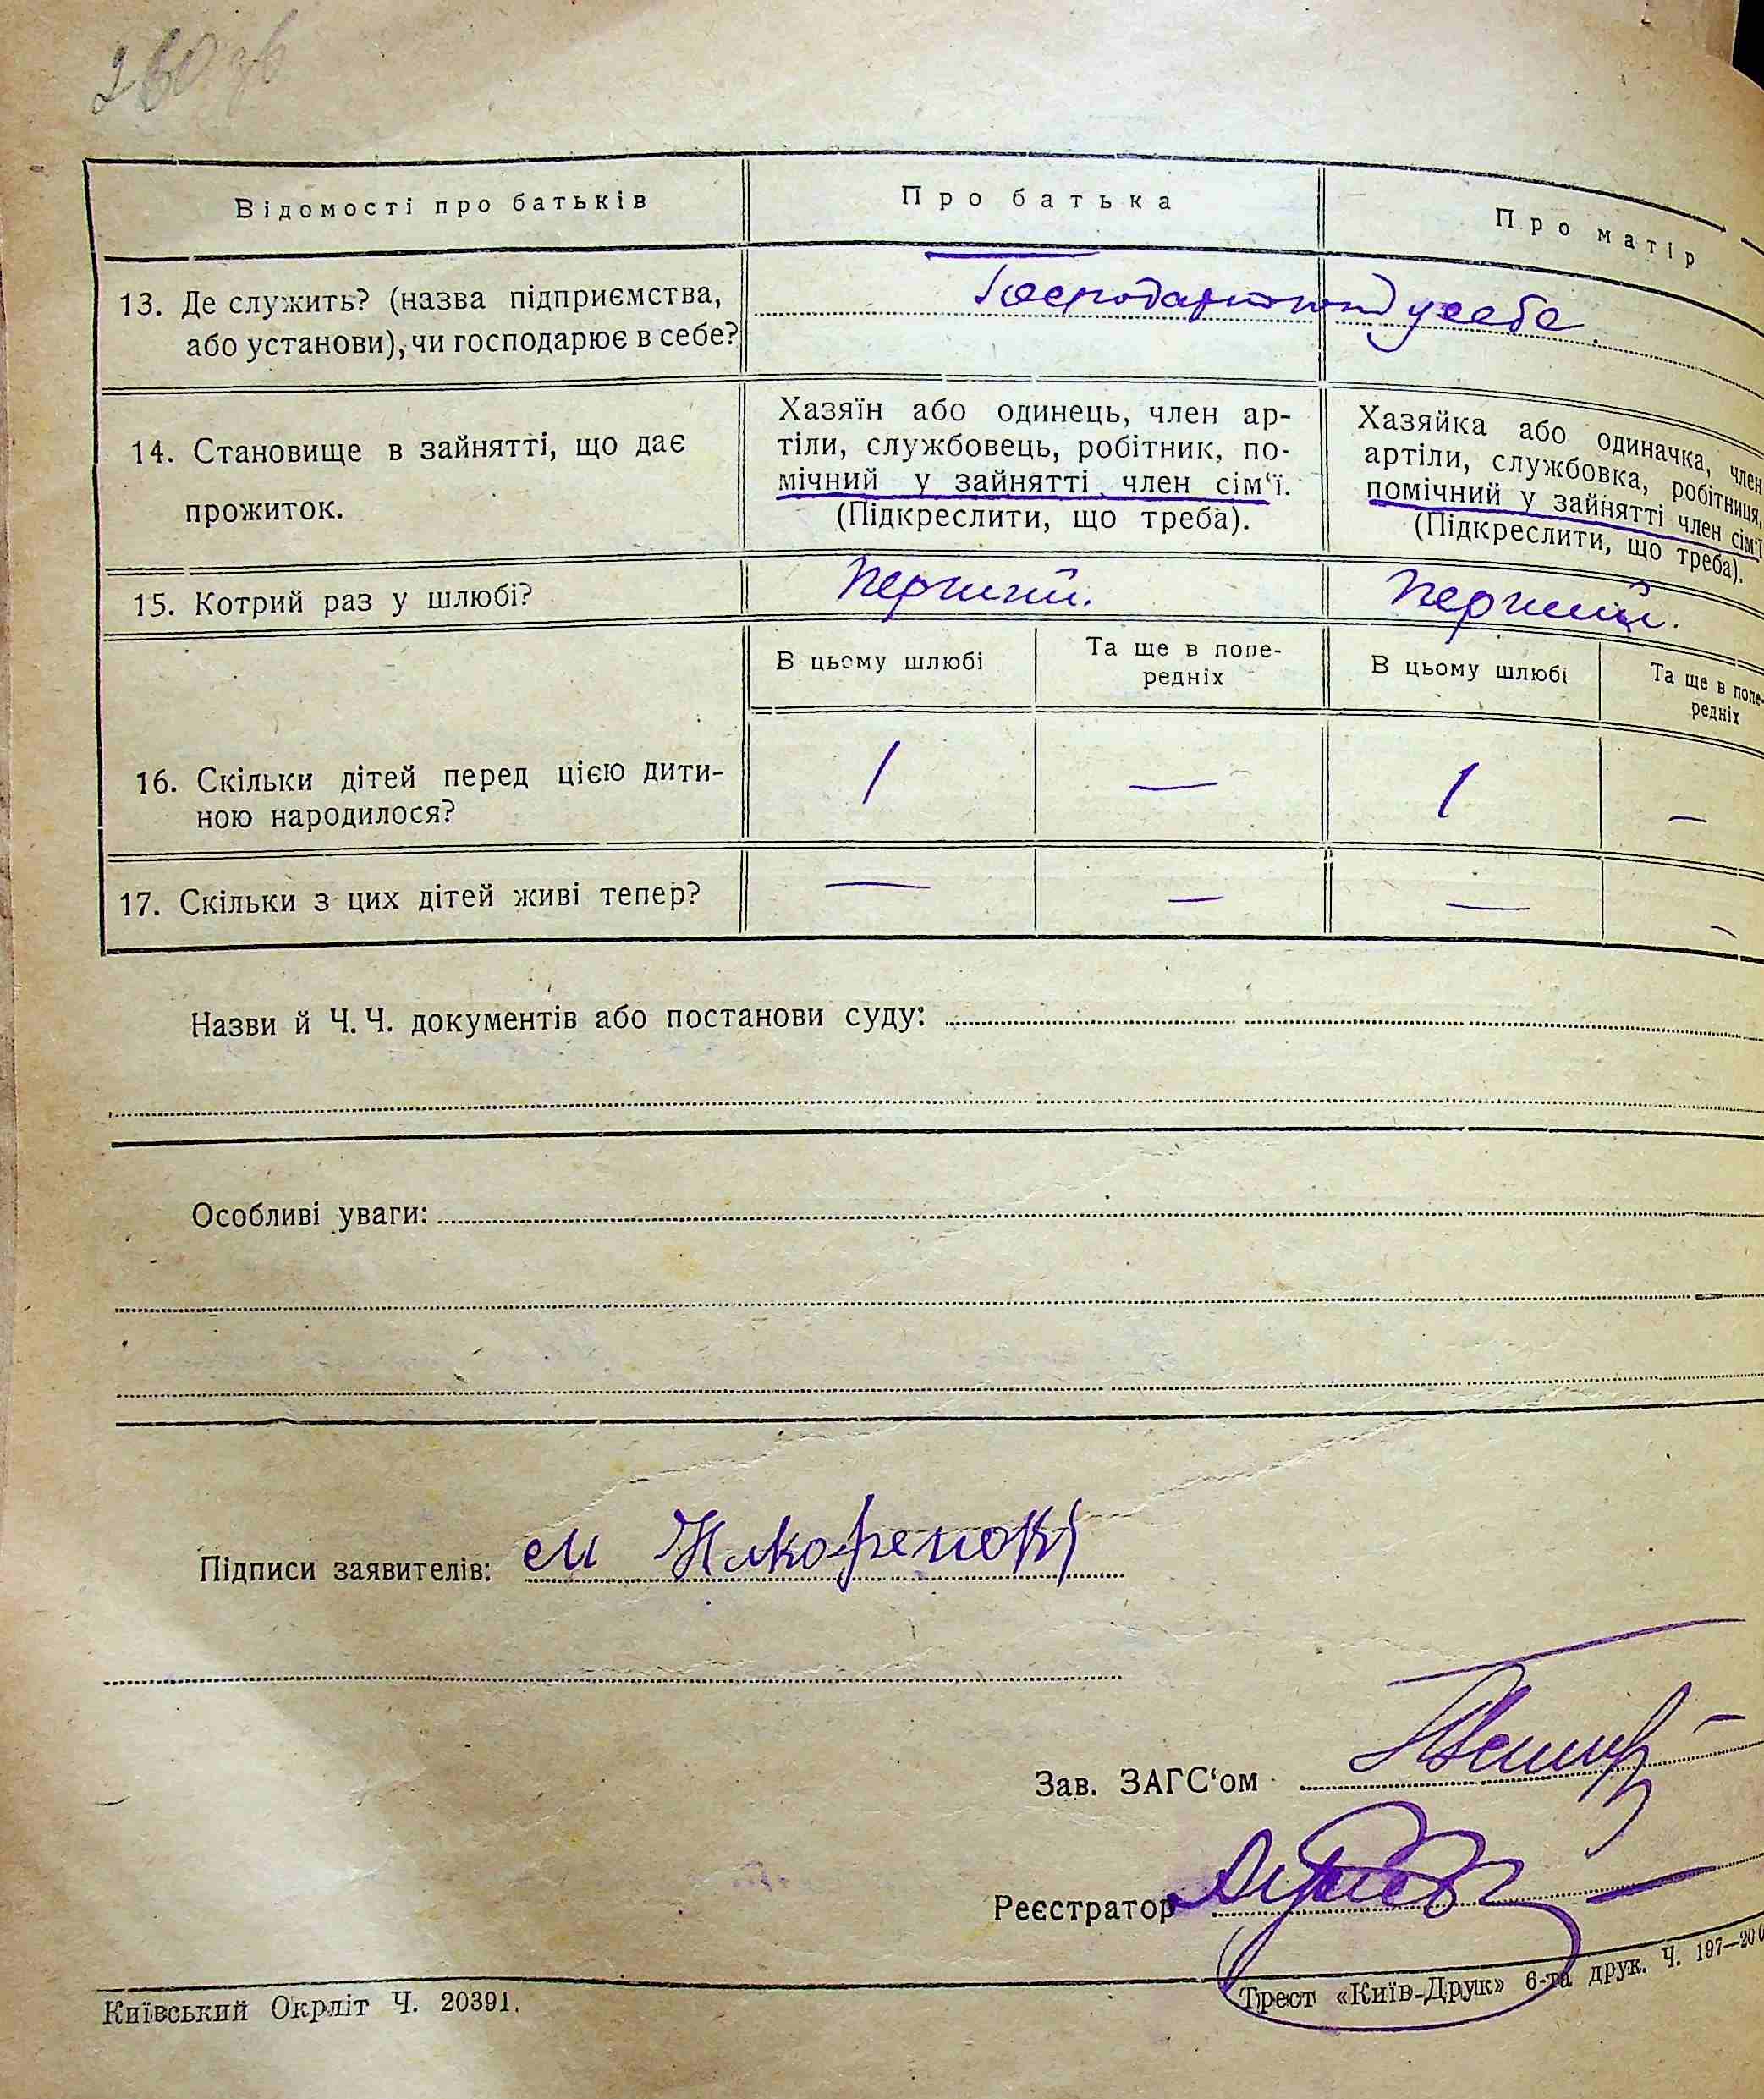 260 зв
Відомості про батьків
Про батька
Про матір
13. Де служить? (назва підприємства,
або установи), чи господарює в себе?
Господарюють у себе
14. Становище в зайнятті, що дає
прожиток.
Хазяїн або одинець, член ар-
тіли, службовець, робітник, по-
мічний у зайнятті член сім‘ї.
(Підкреслити, що треба).
Хазяйка або одиначка, член
артіли, службовка, робітниця,
помічний у зайнятті член сім‘ї
(Підкреслити, що треба).
15. Котрий раз у шлюбі?
Перший.
Перший.
В цьому шлюбі
Та ще в попе-
редніх
В цьому шлюбі
Та ще в попе-
редніх
16. Скільки дітей перед цією дити-
ною народилося?
1
—
1
—
17. Скільки з цих дітей живі тепер?
—
—
—
—
Назви й Ч. Ч. документів або постанови суду:
Особливі уваги:
Підписи заявителів:
Зав. ЗАГС‘ом
Реєстратор
Київський Окрліт Ч. 20391.
Трест «Київ-Друк» 6-та друк. Ч. 197—200